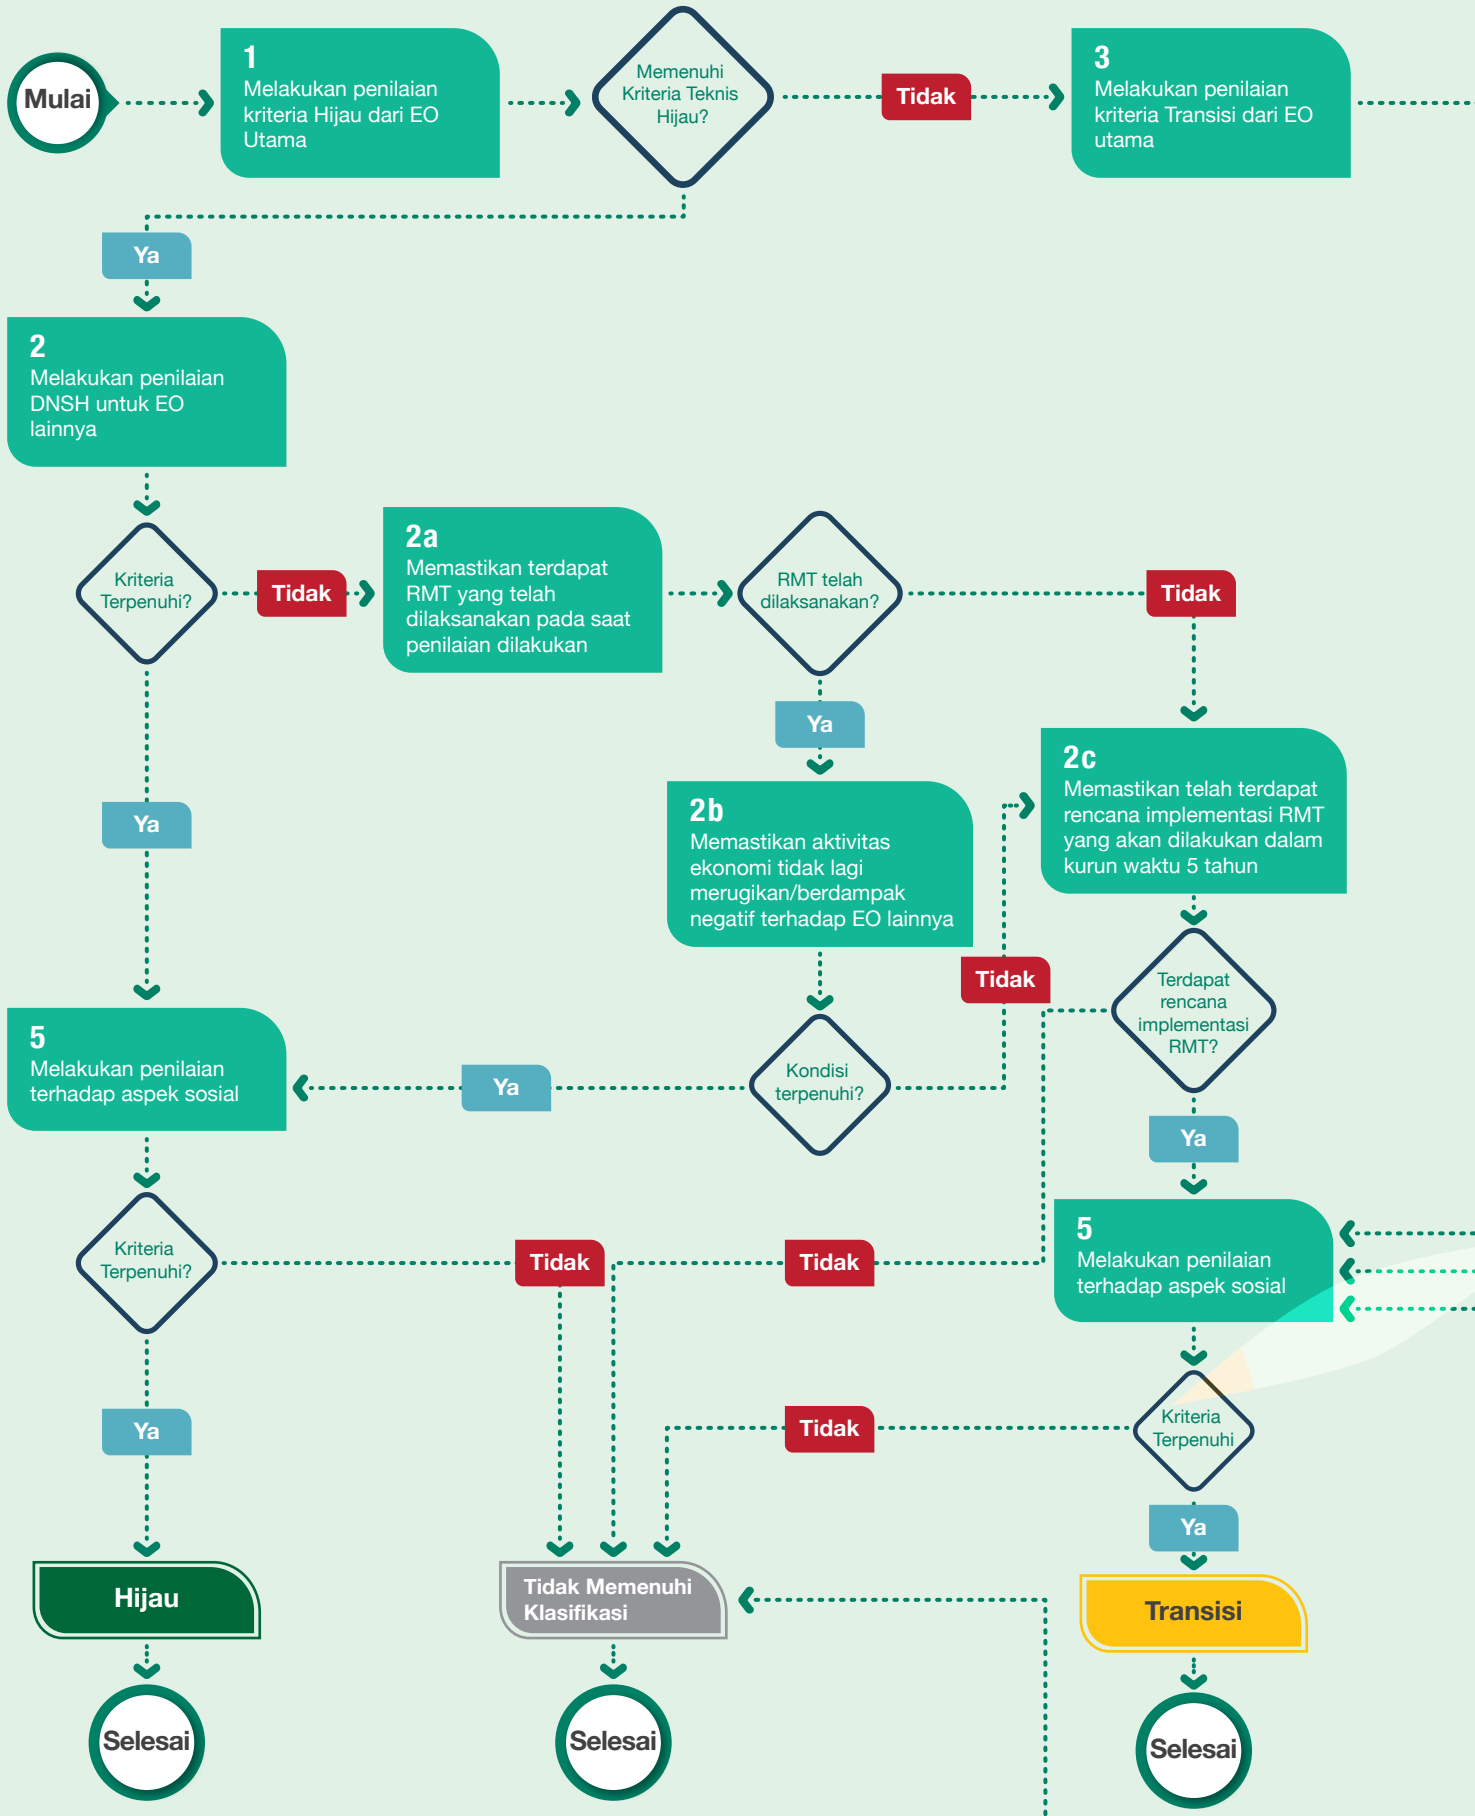 Mulai
1
Melakukan penilaian
kriteria Hijau dari EO
Utama
Memenuhi
Kriteria Teknis
Hijau?
Tidak
3
Melakukan penilaian
kriteria Transisi dari EO
utama
Ya
2
Melakukan penilaian
DNSH untuk EO
lainnya
Kriteria
Terpenuhi?
Tidak
2a
Memastikan terdapat
RMT yang telah
dilaksanakan pada saat
penilaian dilakukan
RMT telah
dilaksanakan?
Tidak
Ya
Ya
2b
Memastikan aktivitas
ekonomi tidak lagi
merugikan/berdampak
negatif terhadap EO lainnya
2c
Memastikan telah terdapat
rencana implementasi RMT
yang akan dilakukan dalam
kurun waktu 5 tahun
Tidak
Terdapat
rencana
implementasi
RMT?
5
Melakukan penilaian
terhadap aspek sosial
Ya
Kondisi
terpenuhi?
Ya
5
Melakukan penilaian
terhadap aspek sosial
Kriteria
Terpenuhi?
Tidak
Tidak
Ya
Tidak
Kriteria
Terpenuhi
Ya
Hijau
Tidak Memenuhi
Klasifikasi
Transisi
Selesai
Selesai
Selesai